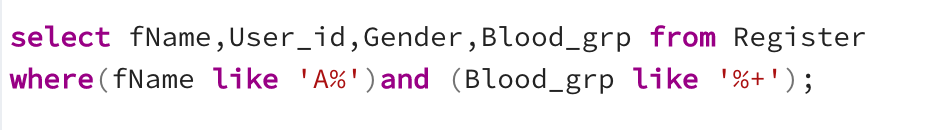 select fName,User_id,Gender,Blood_grp from Register
where(fName like 'A%')and (Blood_grp like '%+');